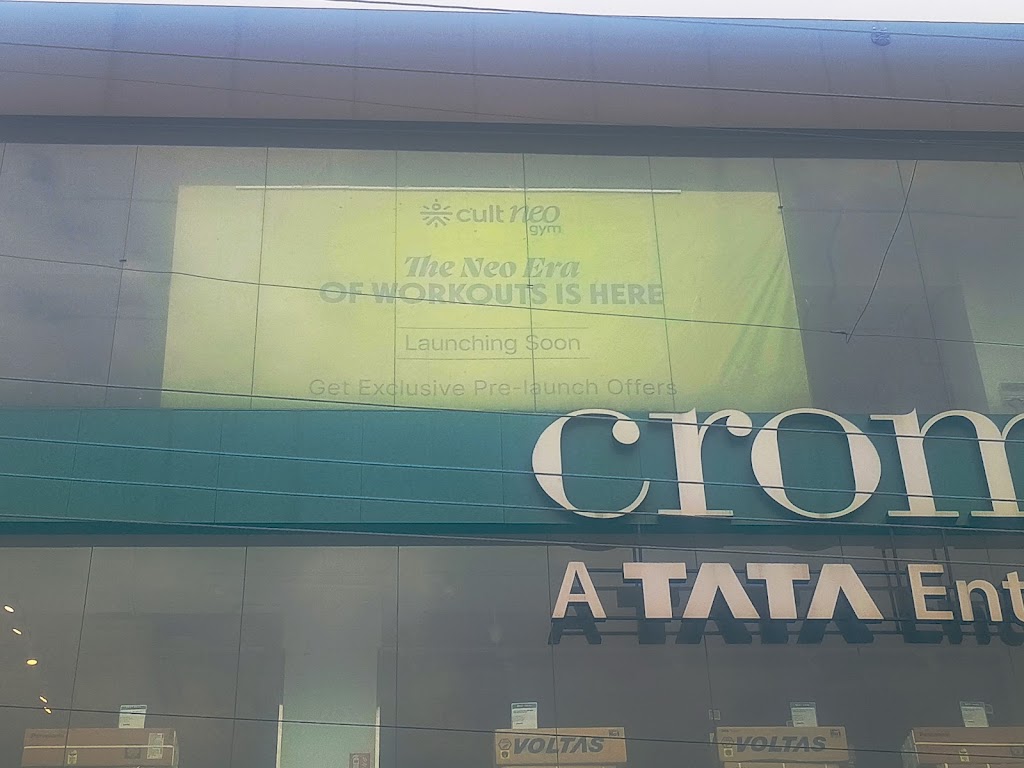 cult neo
gym
The Neo Era
OF WORKOUTS IS HERE
Launching Soon
Get Exclusive Pre-launch Offers
crom
A TATA Ent
VOLTAS
VOLTAS